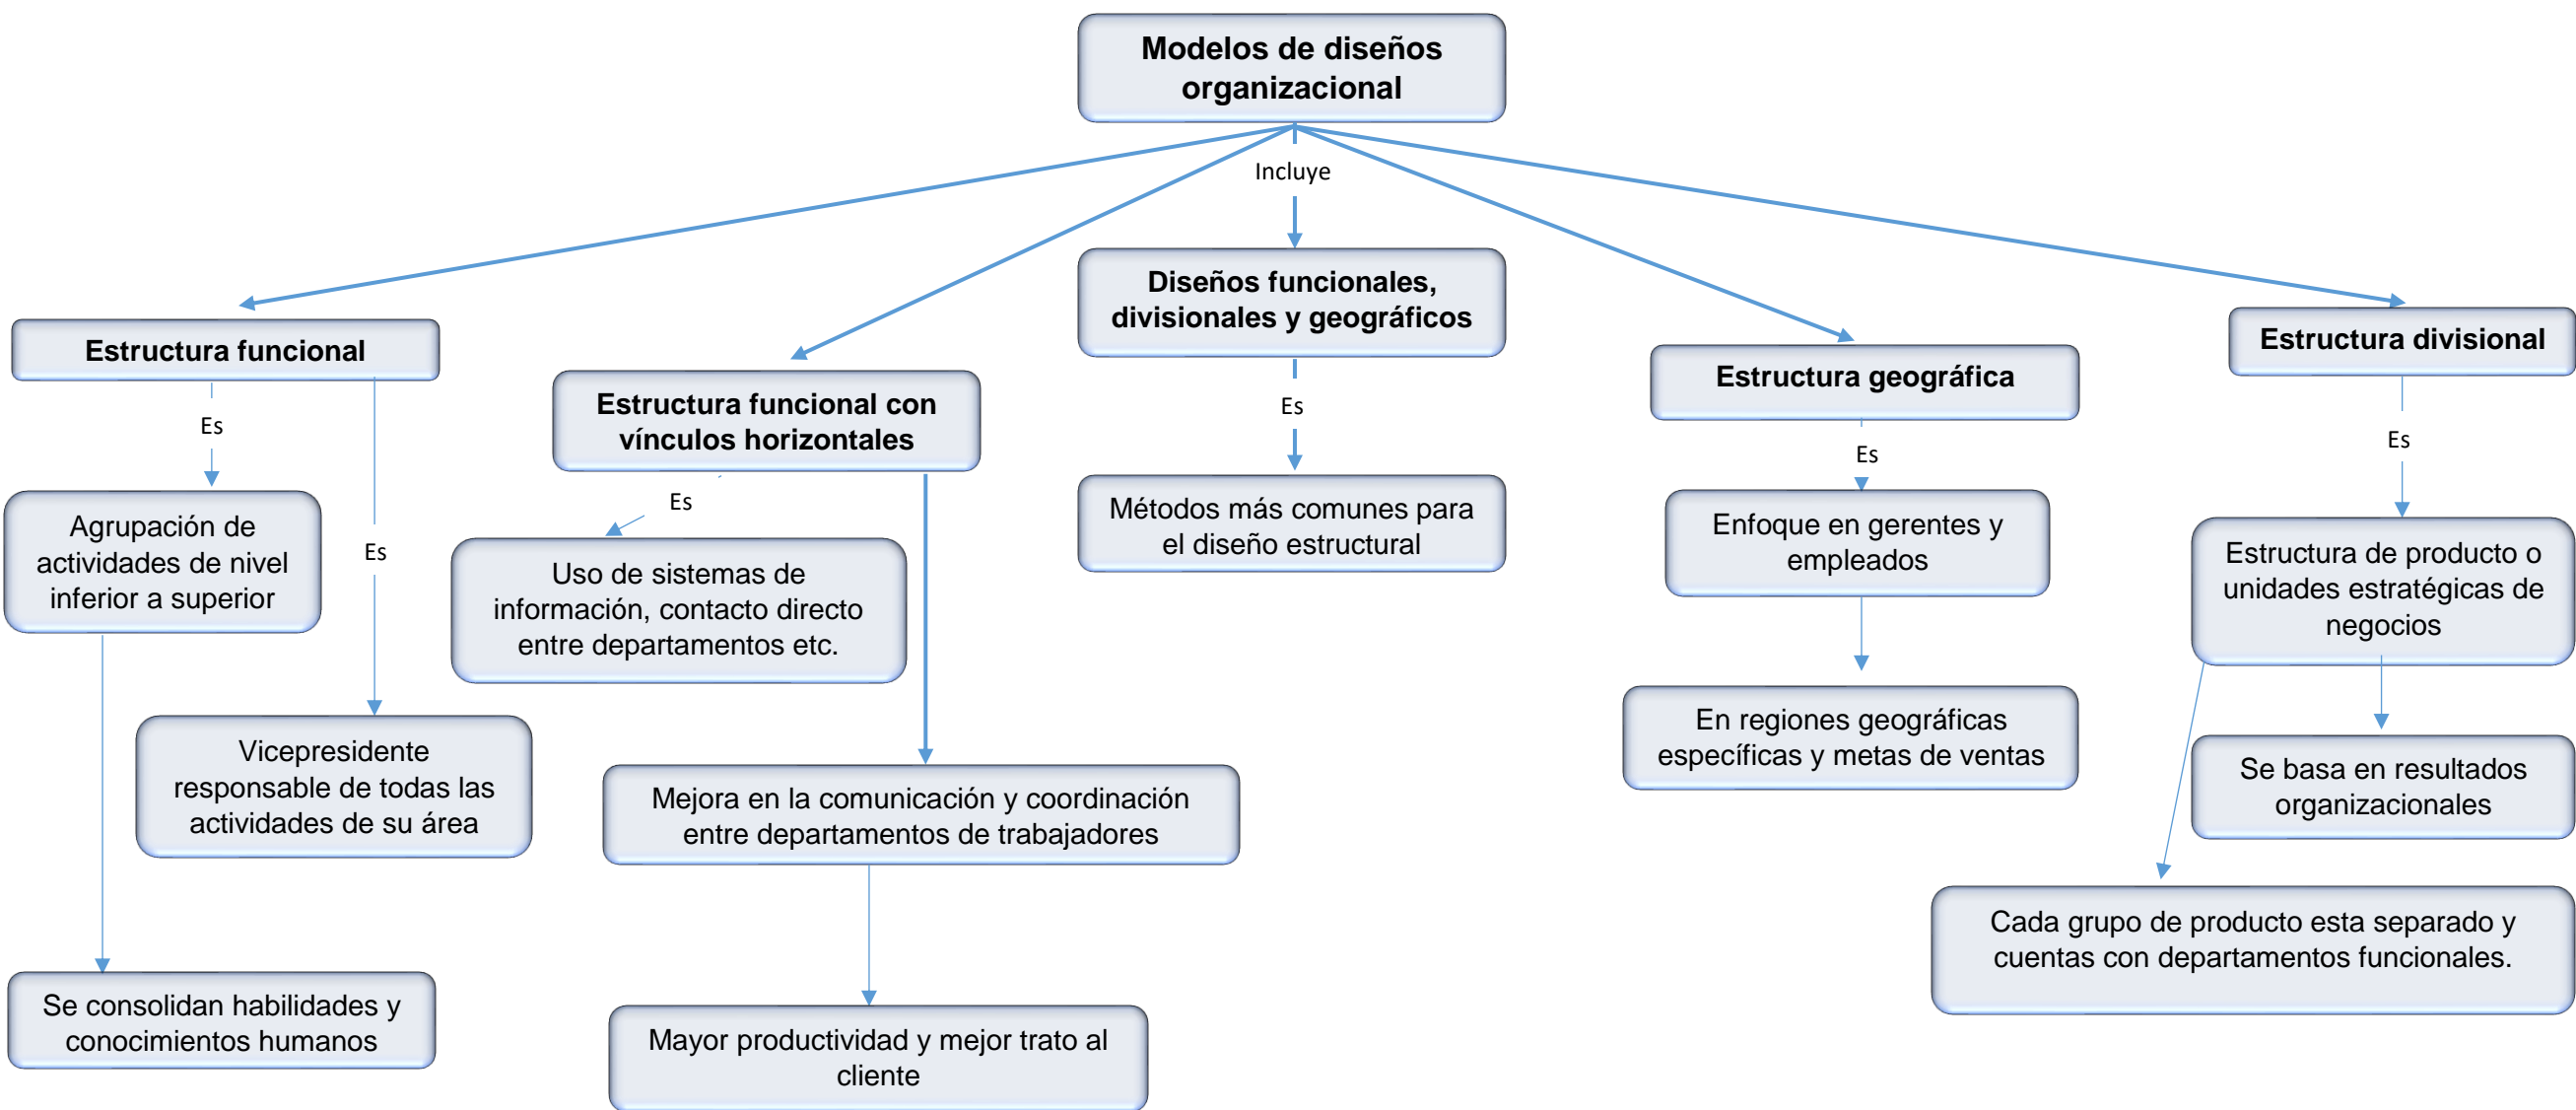 Modelos de diseños
organizacional
Incluye
Estructura funcional
Es
Agrupación de
actividades de nivel
inferior a superior
Es
Vicepresidente
responsable de todas las
actividades de su área
Se consolidan habilidades y
conocimientos humanos
Estructura funcional con
vínculos horizontales
Es
Uso de sistemas de
información, contacto directo
entre departamentos etc.
Mejora en la comunicación y coordinación
entre departamentos de trabajadores
Mayor productividad y mejor trato al
cliente
Diseños funcionales,
divisionales y geográficos
Es
Métodos más comunes para
el diseño estructural
Estructura geográfica
Es
Enfoque en gerentes y
empleados
En regiones geográficas
específicas y metas de ventas
Estructura divisional
Es
Estructura de producto o
unidades estratégicas de
negocios
Se basa en resultados
organizacionales
Cada grupo de producto esta separado y
cuentas con departamentos funcionales.